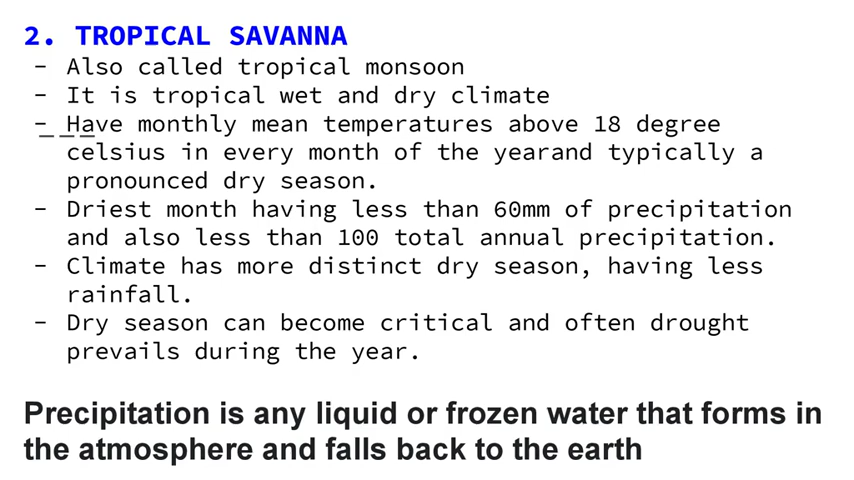 2. TROPICAL SAVANNA
- Also called tropical monsoon
- It is tropical wet and dry climate
- Have monthly mean temperatures above 18 degree
celsius in every month of the yearand typically a
pronounced dry season.
- Driest month having less than 60mm of precipitation
and also less than 100 total annual precipitation.
- Climate has more distinct dry season, having less
rainfall.
- Dry season can become critical and often drought
prevails during the year.
Precipitation is any liquid or frozen water that forms in
the atmosphere and falls back to the earth